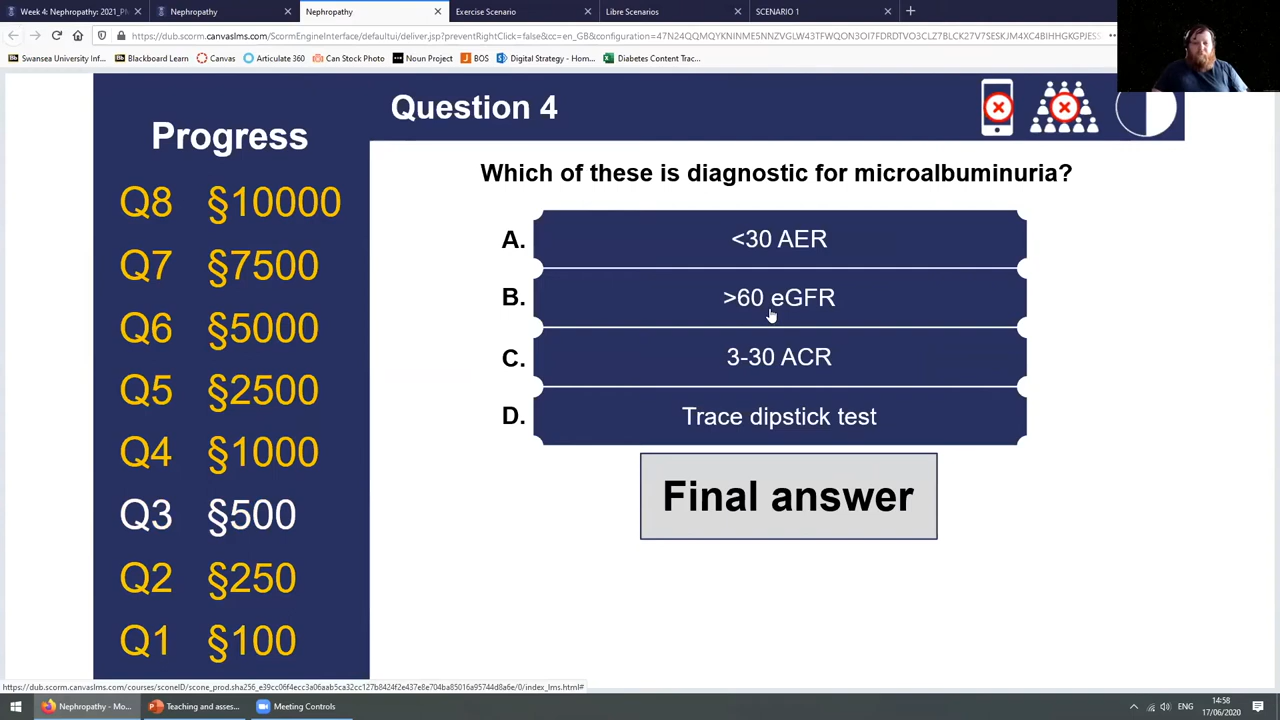 Week 4: Nephropathy: 2021_PM
Nephropathy
Nephropathy
Exercise Scenario
Libre Scenarios
SCENARIO 1
Swansea University Inf...
Blackboard Learn
Canvas
Articulate 360
Can Stock Photo
Noun Project
BOS
Digital Strategy - Hom...
Diabetes Content Trac...
Progress
Q8 §10000
Q7 §7500
Q6 §5000
Q5 §2500
Q4 §1000
Q3 §500
Q2 §250
Q1 §100
Question 4
Which of these is diagnostic for microalbuminuria?
A. <30 AER
B. >60 eGFR
C. 3-30 ACR
D. Trace dipstick test
Final answer
Nephropathy - Mo...
Teaching and asses...
Meeting Controls
ENG
14:58
17/06/2020